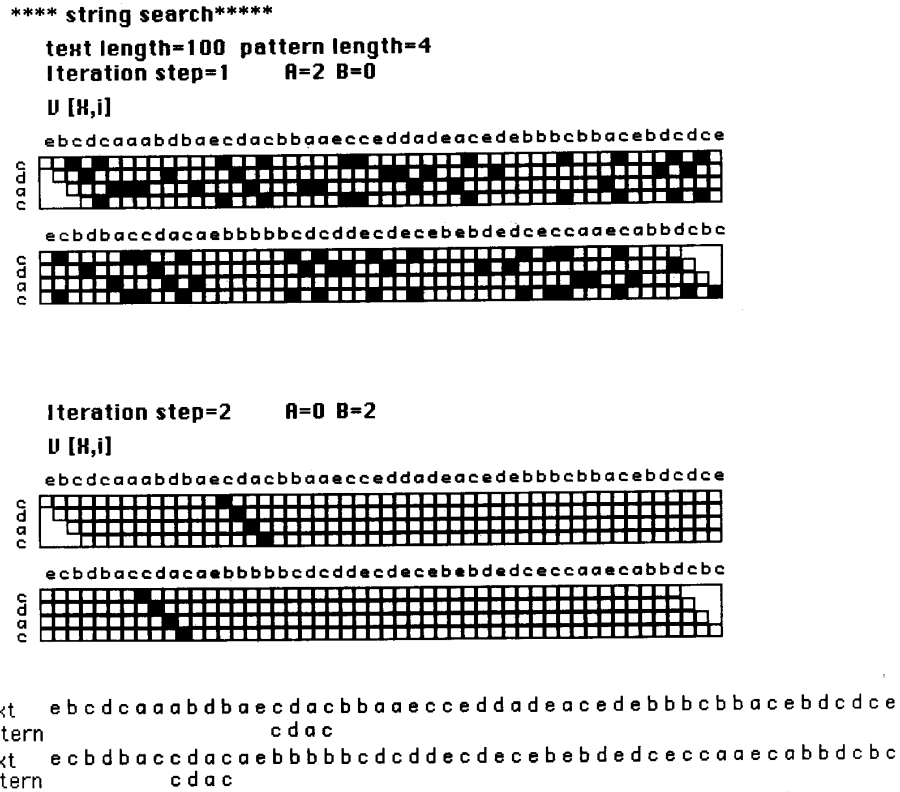 **** string search*****
text length=100 pattern length=4
Iteration step=1 A=2 B=0
V [X,i]
ebcdcaaabdbaecdacbbaaecceddadeacedebbbcbbacebdcdce
c
d
a
c
ecbdbaccdacaebbbbbcdcddecdecebebdedceccaaecabbdcbc
c
d
a
c
Iteration step=2 A=0 B=2
V [X,i]
ebcdcaaabdbaecdacbbaaecceddadeacedebbbcbbacebdcdce
c
d
a
c
ecbdbaccdacaebbbbbcdcddecdecebebdedceccaaecabbdcbc
c
d
a
c
xt ebcdcaaabdbaecdacbbaaecceddadeacedebbbcbbacebdcdce
tern cdac
xt ecbdbaccdacaebbbbbcdcddecdecebebdedceccaaecabbdcbc
tern cdac